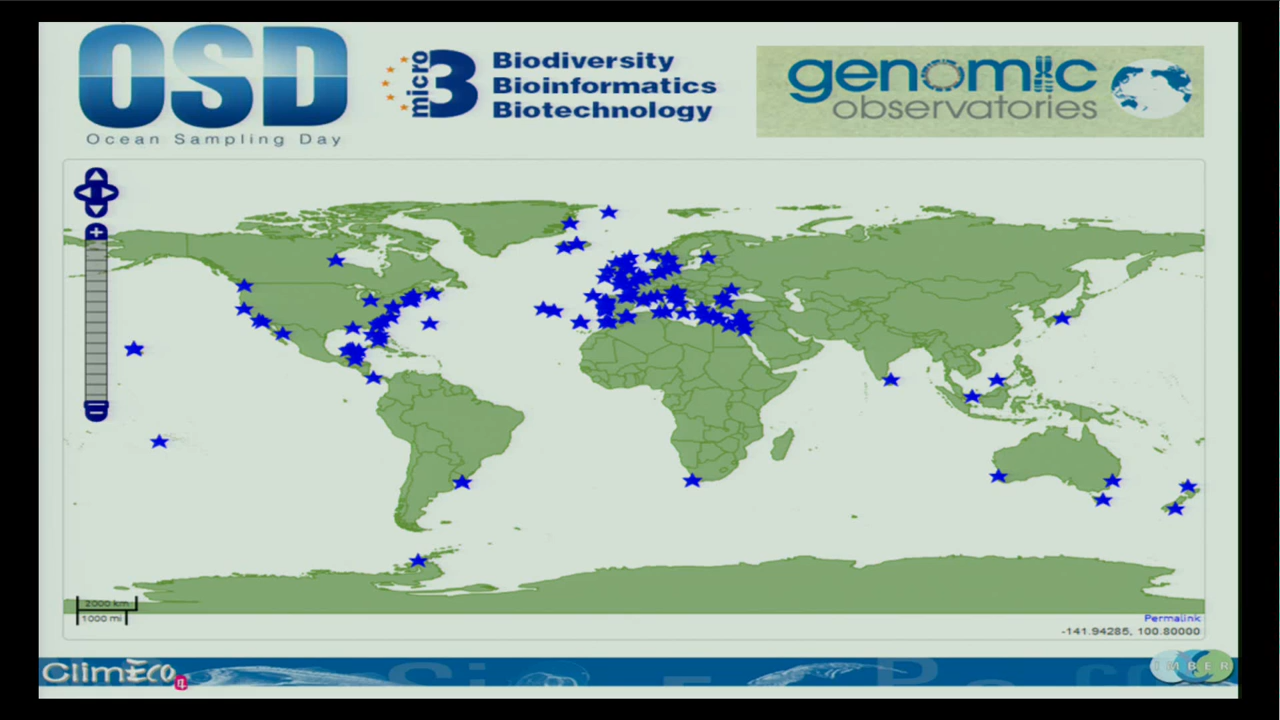 OSD
Ocean Sampling Day
micro
B3
Biodiversity
Bioinformatics
Biotechnology
genomic
observatories
2000 km
1000 mi
Permalink
-141.94285, 100.80000
ClimEco
IMBER